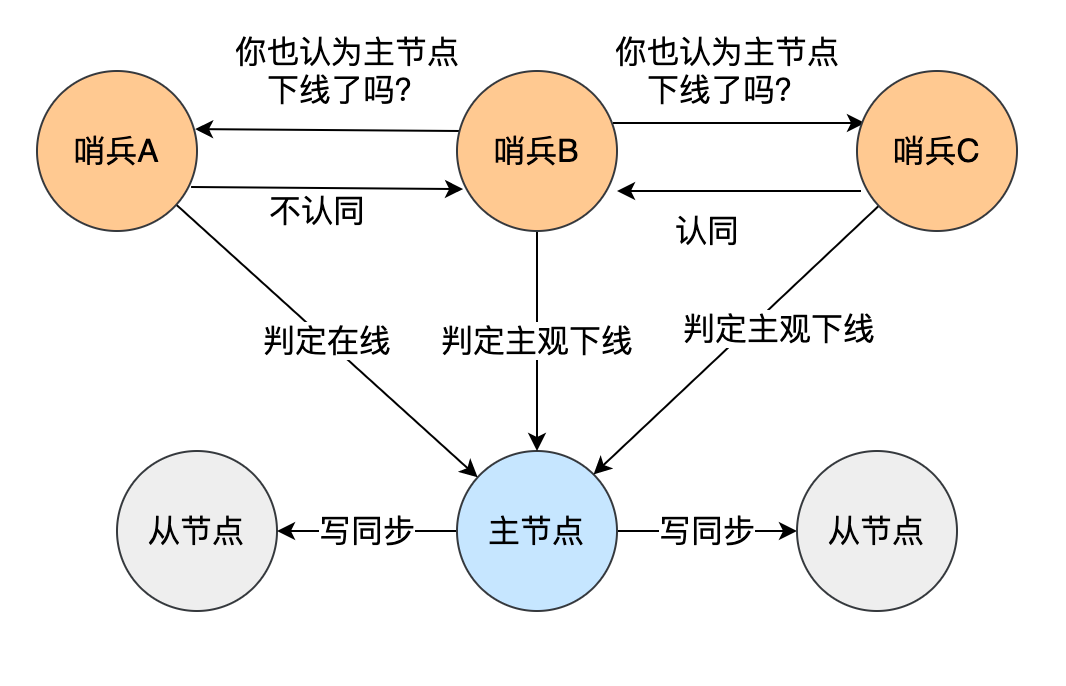 你也认为主节点
下线了吗？
你也认为主节点
下线了吗？
哨兵A
哨兵B
哨兵C
不认同
认同
判定在线
判定主观下线
判定主观下线
从节点
写同步
主节点
写同步
从节点